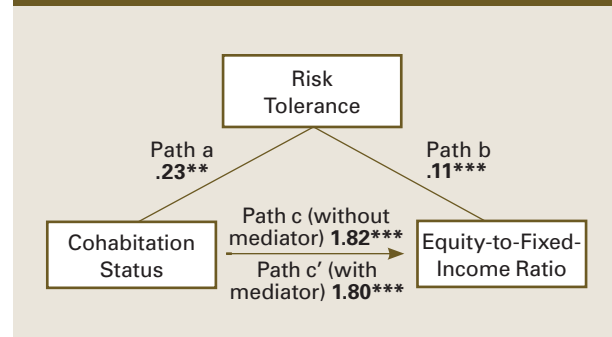 Risk
Tolerance
Path a
.23**
Path b
.11***
Cohabitation
Status
Path c (without
mediator) 1.82***
Path c’ (with
mediator) 1.80***
Equity-to-Fixed-
Income Ratio